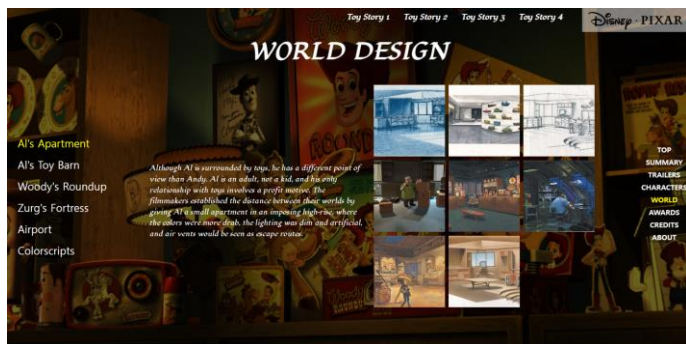 Toy Story 1 Toy Story 2 Toy Story 3 Toy Story 4
Disney · PIXAR
WORLD DESIGN
Al's Apartment
Al's Toy Barn
Woody's Roundup
Zurg's Fortress
Airport
Colorscripts
Although Al is surrounded by toys, he has a different point of
view than Andy. Al is an adult, not a kid, and his only
relationship with toys involves a profit motive. The
filmmakers established the distance between their worlds by
giving Al a small apartment in an imposing high-rise, where
the colors were more drab, the lighting was dim and artificial,
and air vents would be seen as escape routes.
TOP
SUMMARY
TRAILERS
CHARACTERS
WORLD
AWARDS
CREDITS
ABOUT
Woody's